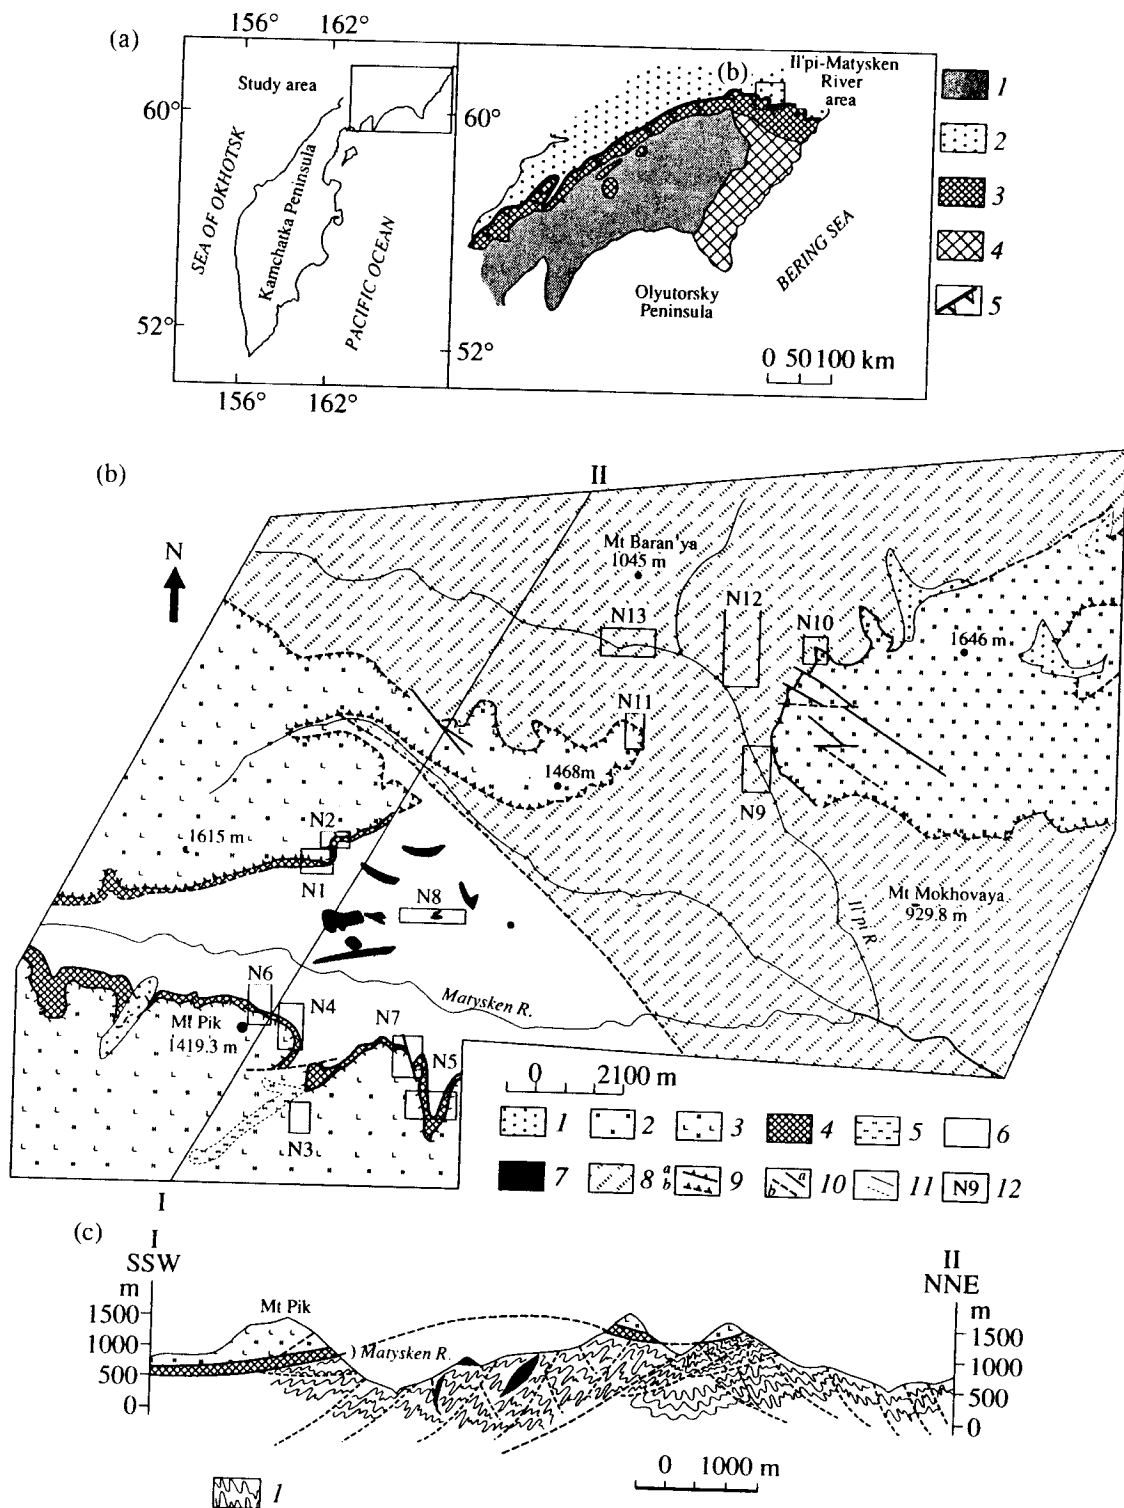 (a)
156° 162°
Study area
60°
60°
SEA OF OKHOTSK
Kamchatka Peninsula
PACIFIC OCEAN
52°
52°
156° 162°
(b)
Il'pi-Matysken
River
area
BERING SEA
Olyutorsky
Peninsula
0 50 100 km
1
2
3
4
5
(b)
II
N
Mt Baran'ya
1045 m
N13
N12
N10
1646 m
N11
1468m
N9
N2
1615 m
N1
N8
Mt Mokhovaya
929.8 m
Il'pi R.
Matysken R.
N6
N4
Mt Pik
1419.3 m
N7
N5
N3
I
0 2100 m
1 2 3 4 5 6
7 8 a b 9 b a 10 11 N9 12
(c)
I
SSW
II
NNE
m
m
Mt Pik
Matysken R.
1500
1000
500
0
1500
1000
500
0
0 1000 m
1